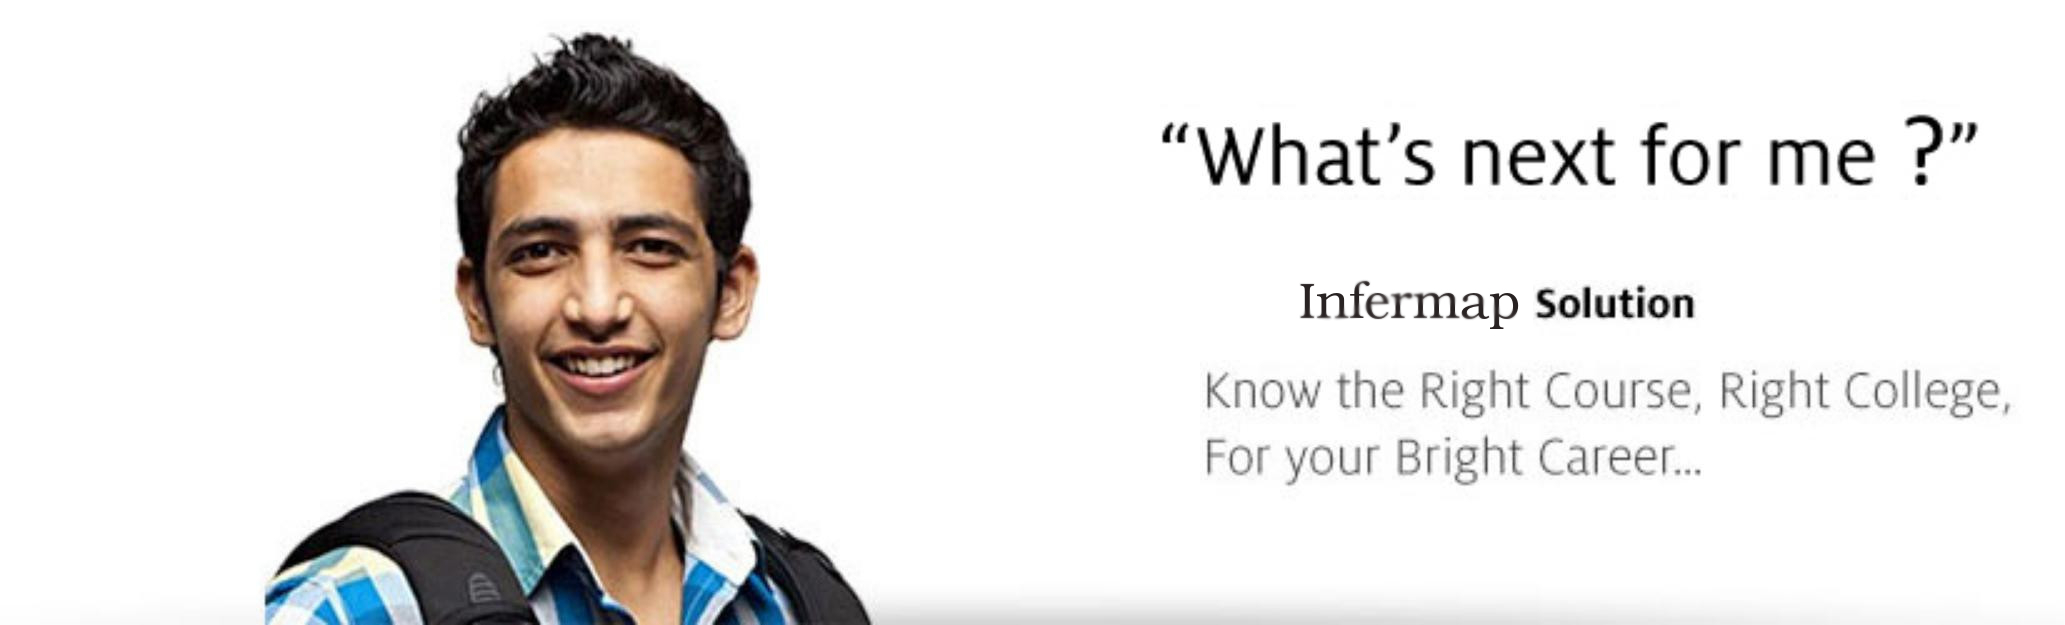 “What’s next for me ?”
Infermap Solution
Know the Right Course, Right College,
For your Bright Career...